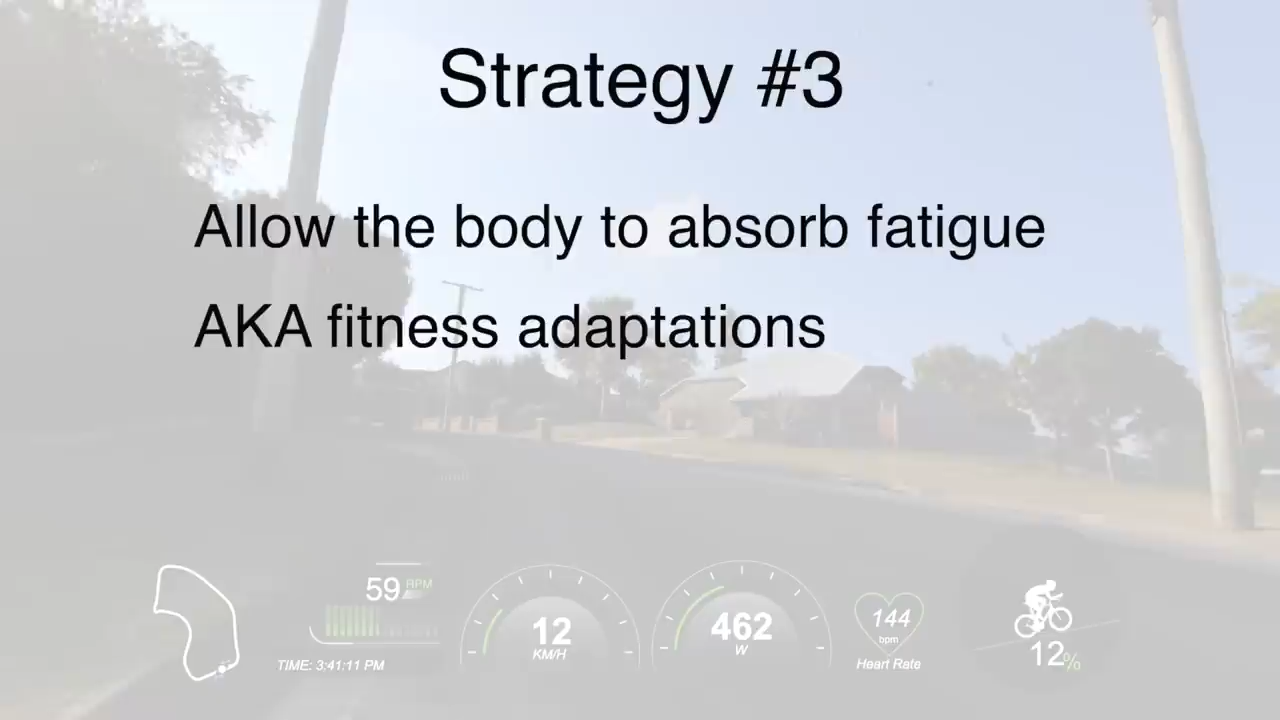 Strategy #3
Allow the body to absorb fatigue
AKA fitness adaptations
59 RPM
TIME: 3:41:11 PM
12
KM/H
462
W
144
bpm
Heart Rate
12%